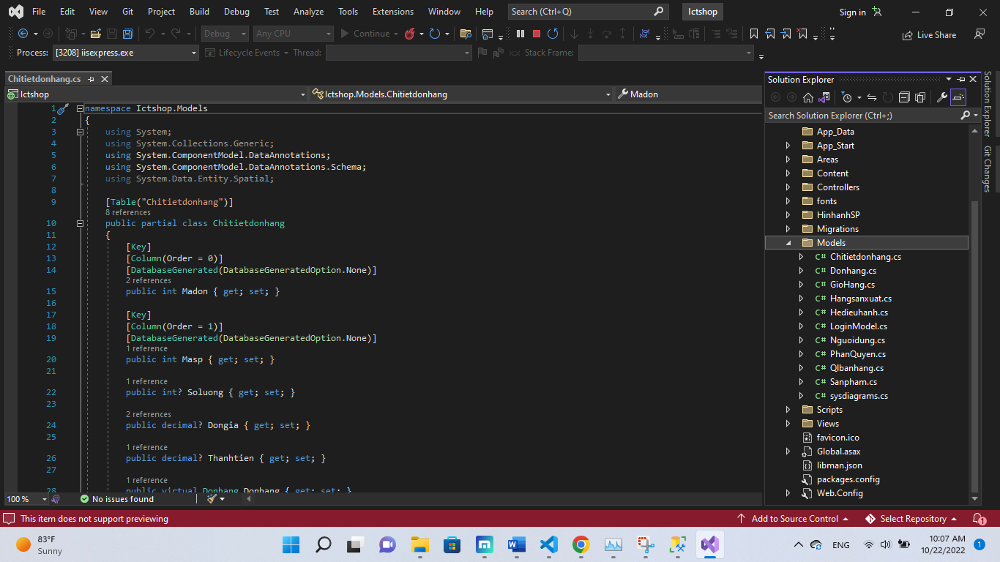 File Edit View Git Project Build Debug Test Analyze Tools Extensions Window Help Search (Ctrl+Q) Ictshop Sign in
Debug Any CPU Continue Live Share
Process: [3208] iisexpress.exe Lifecycle Events Thread: Stack Frame:
Chitietdonhang.cs
Ictshop Ictshop.Models.Chitietdonhang Madon
1 namespace Ictshop.Models
2 {
3 using System;
4 using System.Collections.Generic;
5 using System.ComponentModel.DataAnnotations;
6 using System.ComponentModel.DataAnnotations.Schema;
7 using System.Data.Entity.Spatial;
8
9 [Table("Chitietdonhang")]
8 references
10 public partial class Chitietdonhang
11 {
12 [Key]
13 [Column(Order = 0)]
14 [DatabaseGenerated(DatabaseGeneratedOption.None)]
2 references
15 public int Madon { get; set; }
16
17 [Key]
18 [Column(Order = 1)]
19 [DatabaseGenerated(DatabaseGeneratedOption.None)]
1 reference
20 public int Masp { get; set; }
21
1 reference
22 public int? Soluong { get; set; }
23
2 references
24 public decimal? Dongia { get; set; }
25
1 reference
26 public decimal? Thanhtien { get; set; }
27
1 reference
28 public virtual Donhang Donhang { get; set; }
100 % No issues found
Solution Explorer
Search Solution Explorer (Ctrl+;)
App_Data
App_Start
Areas
Content
Controllers
fonts
HinhanhSP
Migrations
Models
C# Chitietdonhang.cs
C# Donhang.cs
C# GioHang.cs
C# Hangsanxuat.cs
C# Hedieuhanh.cs
C# LoginModel.cs
C# Nguoidung.cs
C# PhanQuyen.cs
C# Qlbanhang.cs
C# Sanpham.cs
C# sysdiagrams.cs
Scripts
Views
favicon.ico
Global.asax
libman.json
packages.config
Web.Config
Solution Explorer
Git Changes
This item does not support previewing Add to Source Control Select Repository 1
83°F
Sunny
ENG
10:07 AM
10/22/2022
1